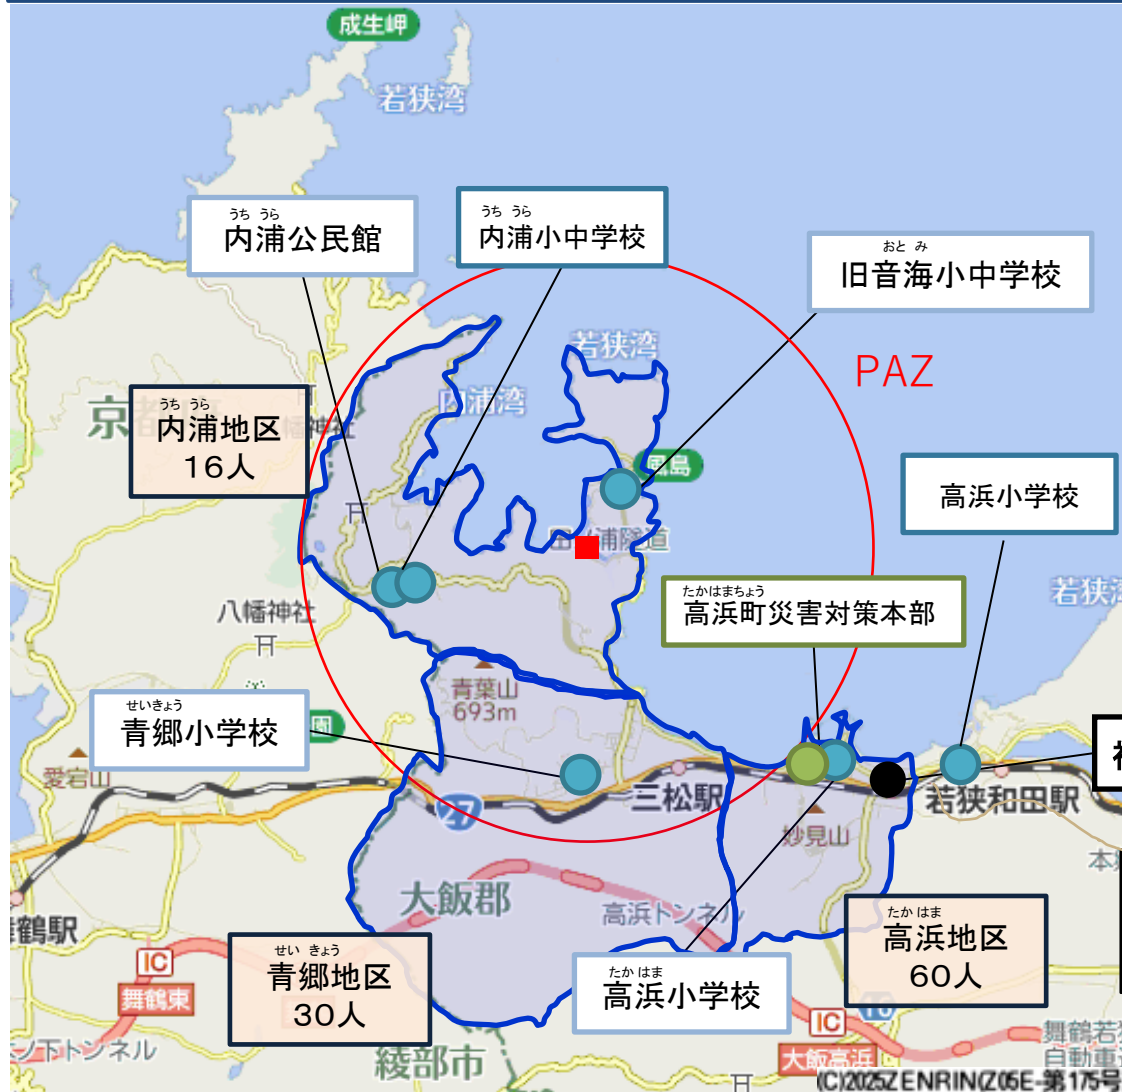 成生岬
若狭湾
うち うら
内浦公民館
うち うら
内浦小中学校
おと み
旧音海小中学校
若狭湾
PAZ
内浦湾
うち うら
内浦地区
16人
風島
高浜小学校
たかはまちょう
高浜町災害対策本部
八幡神社
青葉山
693m
せいきょう
青郷小学校
愛宕山
27
三松駅
若狭和田駅
妙見山
大飯郡
高浜トンネル
たか はま
高浜地区
60人
せい きょう
青郷地区
30人
たか はま
高浜小学校
IC
舞鶴東
IC
大飯高浜
綾部市
舞鶴若
自動車
(C)2025ZENRIN(Z05E-第175号